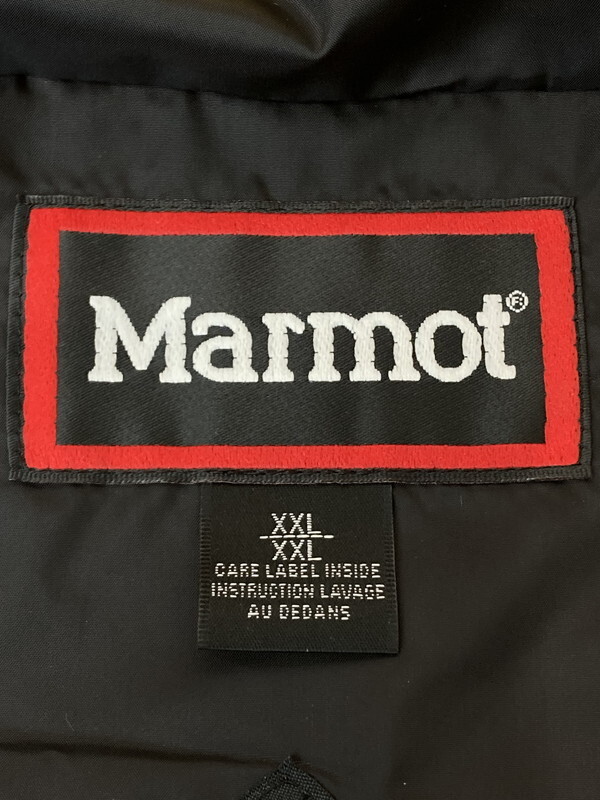 Marmot®
XXL
XXL
CARE LABEL INSIDE
INSTRUCTION LAVAGE
AU DEDANS